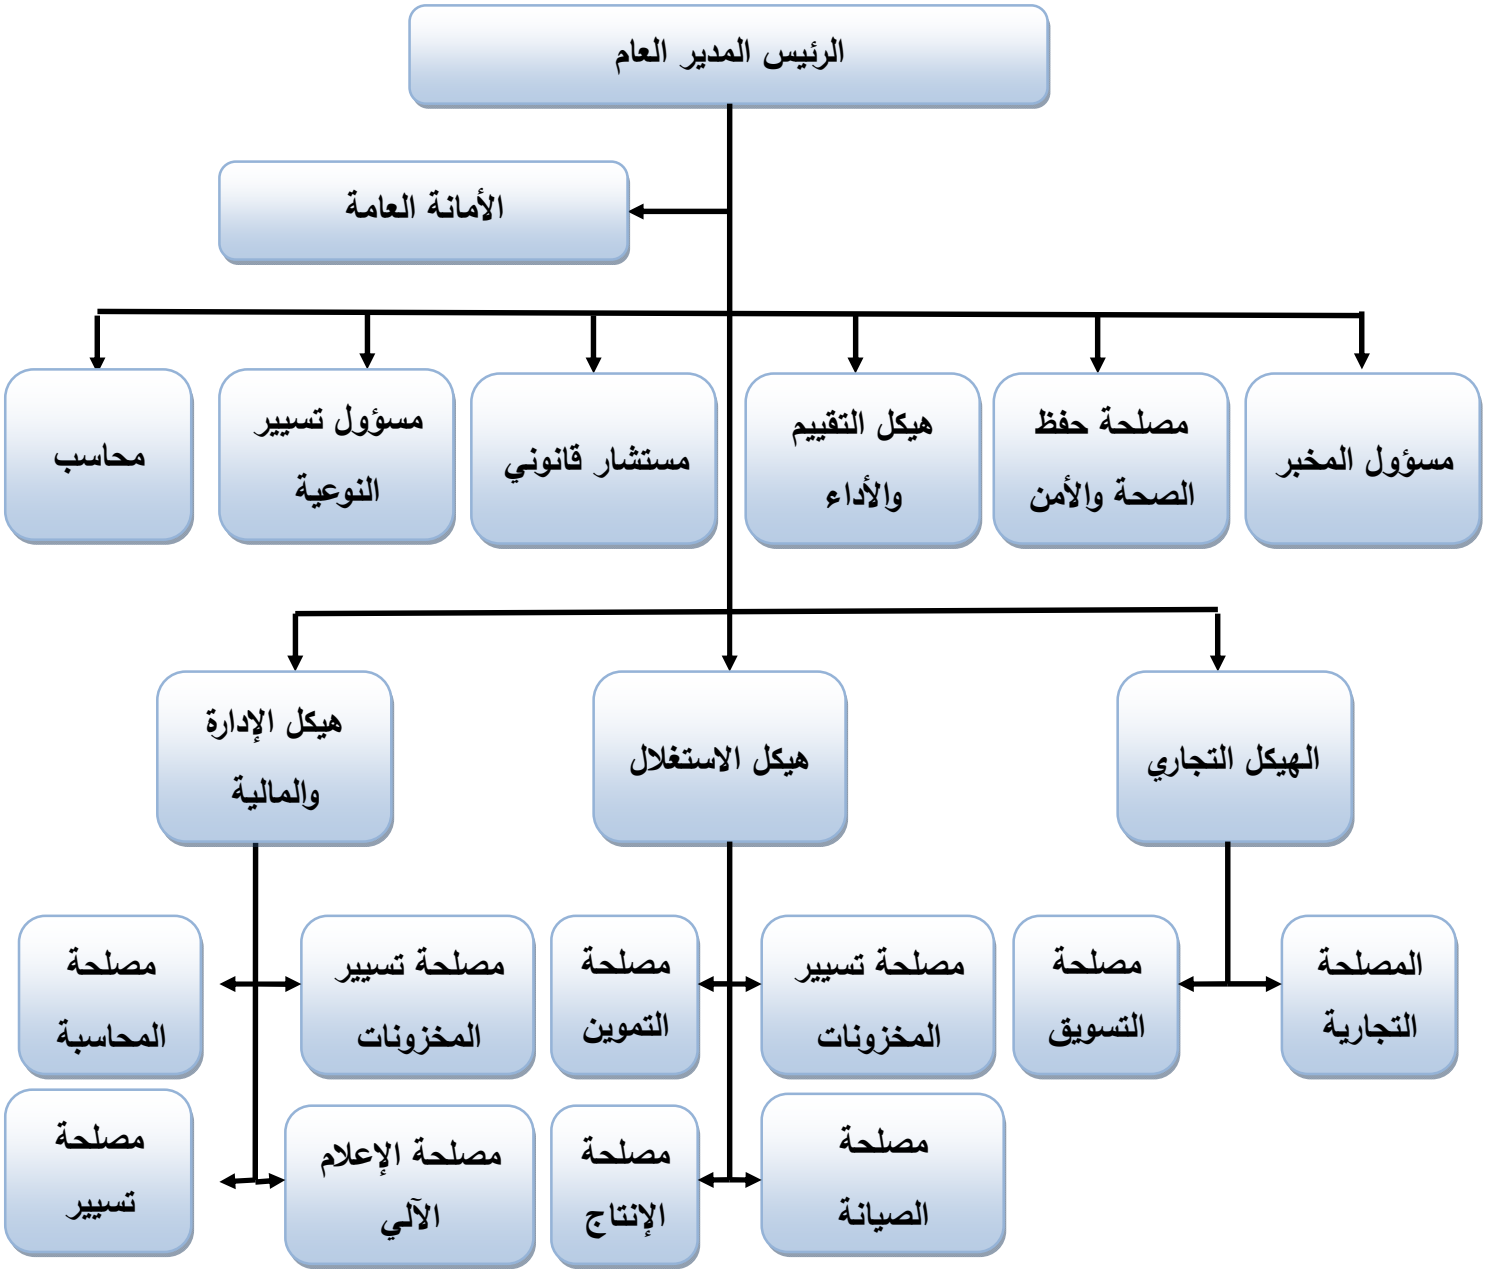 الرئيس المدير العام
الأمانة العامة
مسؤول المخبر
مصلحة حفظ
الصحة والأمن
هيكل التقييم
والأداء
مستشار قانوني
مسؤول تسيير
النوعية
محاسب
الهيكل التجاري
هيكل الاستغلال
هيكل الإدارة
والمالية
المصلحة
التجارية
مصلحة
التسويق
مصلحة تسيير
المخزونات
مصلحة
التموين
مصلحة تسيير
المخزونات
مصلحة
المحاسبة
مصلحة
الصيانة
مصلحة
الإنتاج
مصلحة الإعلام
الآلي
مصلحة
تسيير